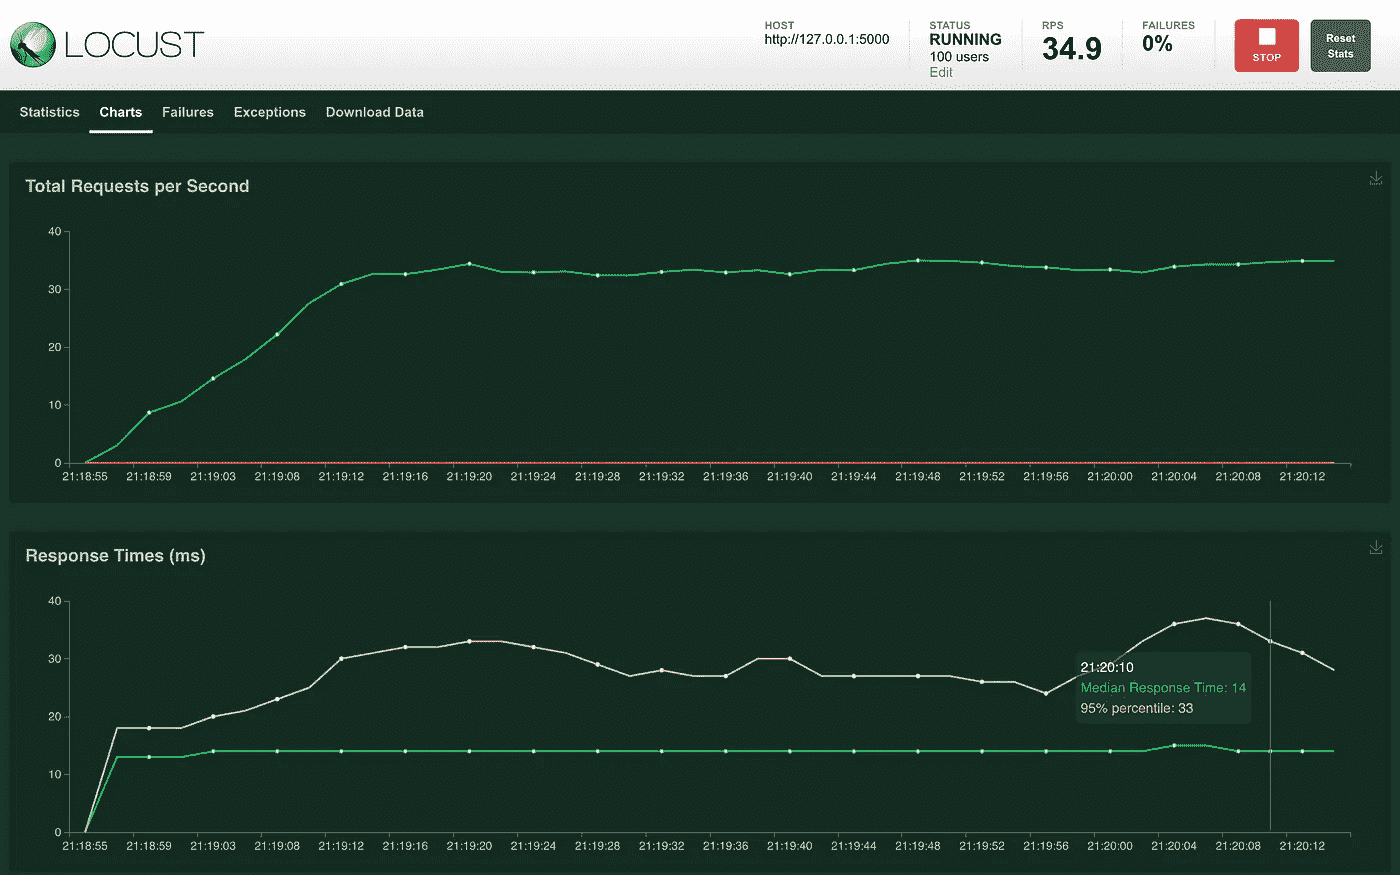 LOCUST
HOST
http://127.0.0.1:5000
STATUS
RUNNING
100 users
Edit
RPS
34.9
FAILURES
0%
STOP
Reset
Stats
Statistics Charts Failures Exceptions Download Data
Total Requests per Second
40
30
20
10
0
21:18:55 21:18:59 21:19:03 21:19:08 21:19:12 21:19:16 21:19:20 21:19:24 21:19:28 21:19:32 21:19:36 21:19:40 21:19:44 21:19:48 21:19:52 21:19:56 21:20:00 21:20:04 21:20:08 21:20:12
Response Times (ms)
40
30
20
10
0
21:20:10
Median Response Time: 14
95% percentile: 33
21:18:55 21:18:59 21:19:03 21:19:08 21:19:12 21:19:16 21:19:20 21:19:24 21:19:28 21:19:32 21:19:36 21:19:40 21:19:44 21:19:48 21:19:52 21:19:56 21:20:00 21:20:04 21:20:08 21:20:12